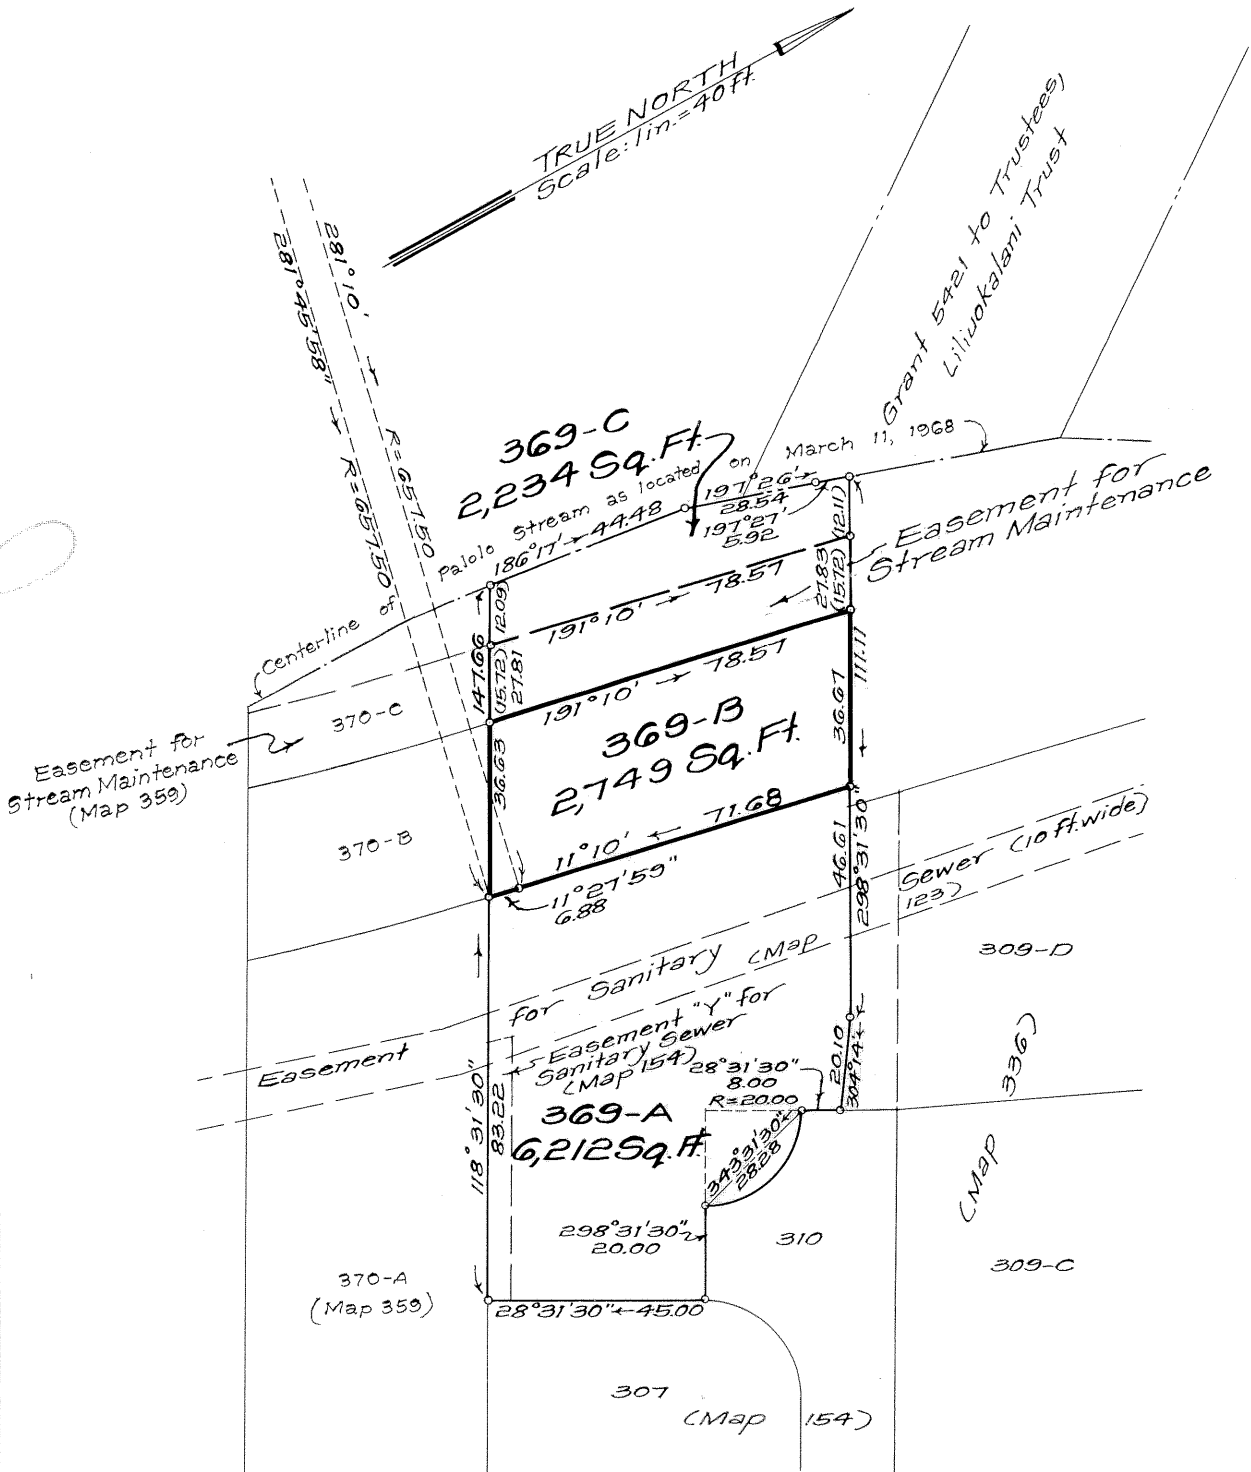 TRUE NORTH
Scale: 1in.=40ft.
281°45'58" → R=657.50
281°10' → R=657.50
Grant 5421 to Trustees,
Liliuokalani Trust
369-C
2,234 Sq. Ft.
Centerline of Palolo Stream as located on March 11, 1968
186°17' → 44.48
197°26' →
28.54
197°27'
5.92
(12.11)
Easement for
Stream Maintenance
27.83
(15.72)
191°10' → 78.57
(12.09)
147.66
(15.72)
27.81
191°10' → 78.57
111.11
370-C
Easement for
Stream Maintenance
(Map 359)
369-B
2,749 Sq. Ft.
36.63
36.67
11°10' ← 71.68
11°27'59"
6.88
370-B
46.61
298°31'30"
Easement for Sanitary Sewer (10 ft. wide)
(Map 123)
309-D
Easement "Y" for
Sanitary Sewer
(Map 154)
28°31'30"
8.00
R=20.00
20.10
304°14' ←
369-A
6,212 Sq. Ft.
118°31'30"
83.22
343°31'30"
28.28
298°31'30"
20.00
310
(Map 336)
309-C
370-A
(Map 359)
28°31'30" ← 45.00
307
(Map 154)